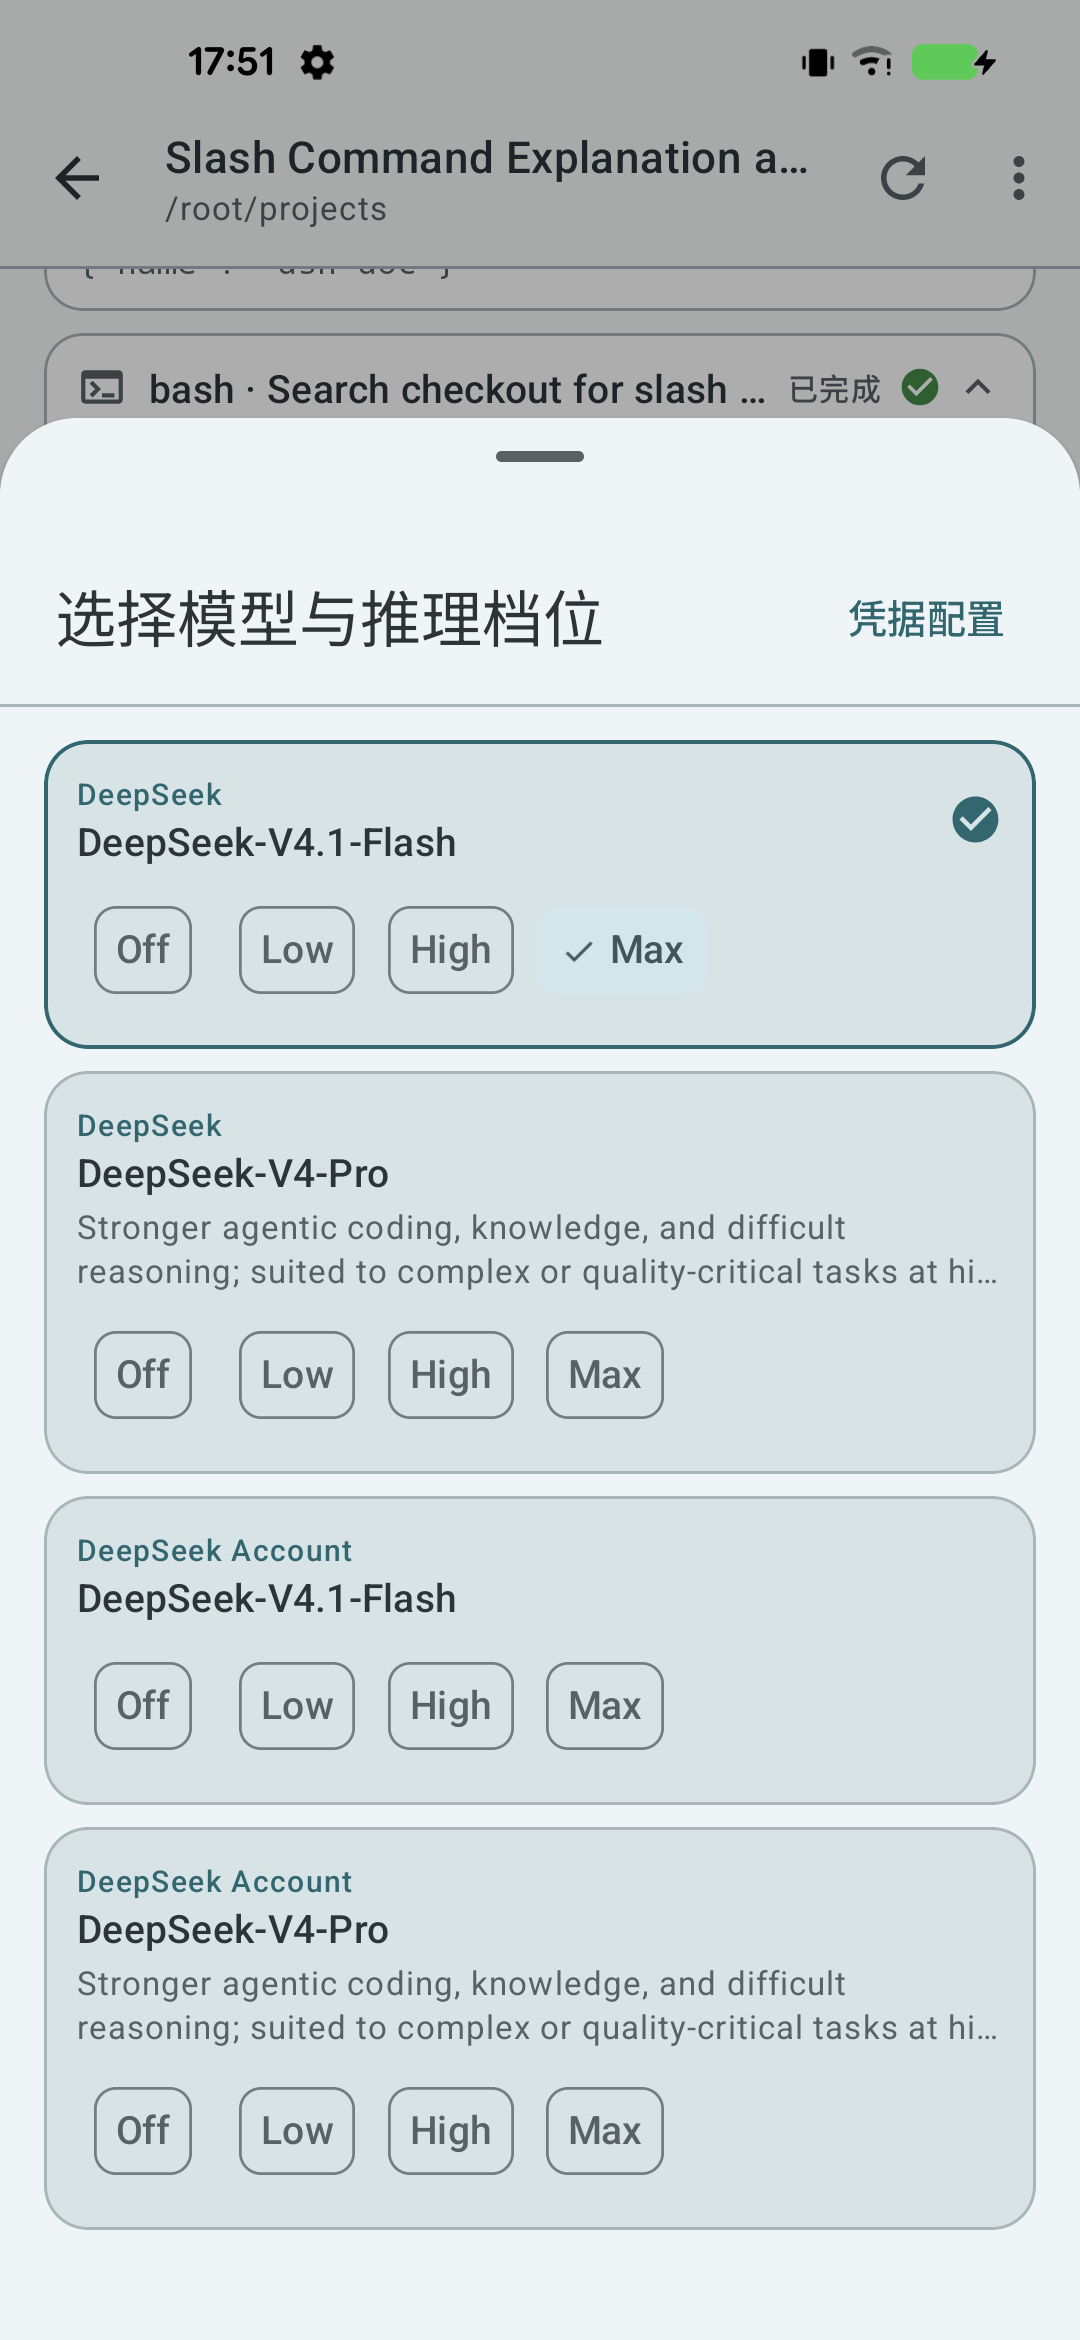 17:51
Slash Command Explanation a…
/root/projects
bash · Search checkout for slash … 已完成
选择模型与推理档位
凭据配置
DeepSeek
DeepSeek-V4.1-Flash
Off Low High Max
DeepSeek
DeepSeek-V4-Pro
Stronger agentic coding, knowledge, and difficult
reasoning; suited to complex or quality-critical tasks at hi…
Off Low High Max
DeepSeek Account
DeepSeek-V4.1-Flash
Off Low High Max
DeepSeek Account
DeepSeek-V4-Pro
Stronger agentic coding, knowledge, and difficult
reasoning; suited to complex or quality-critical tasks at hi…
Off Low High Max